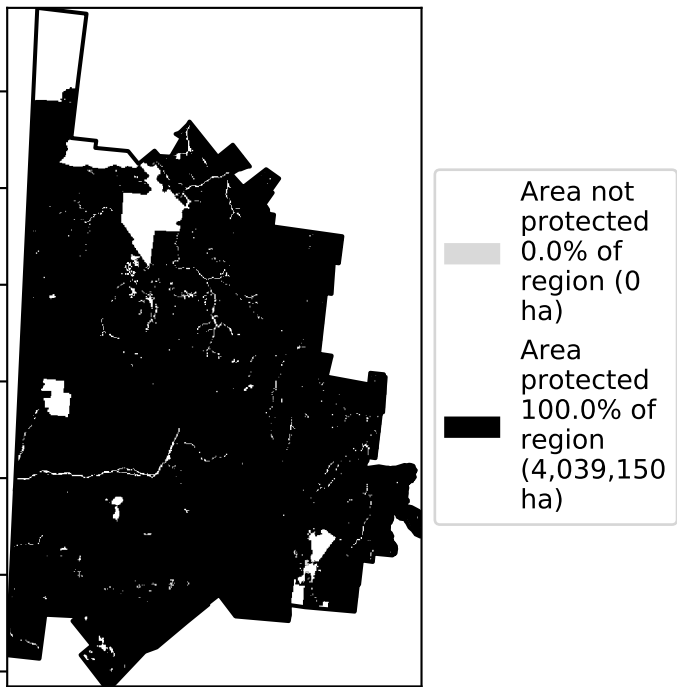 Area not
protected
0.0% of
region (0
ha)
Area
protected
100.0% of
region
(4,039,150
ha)